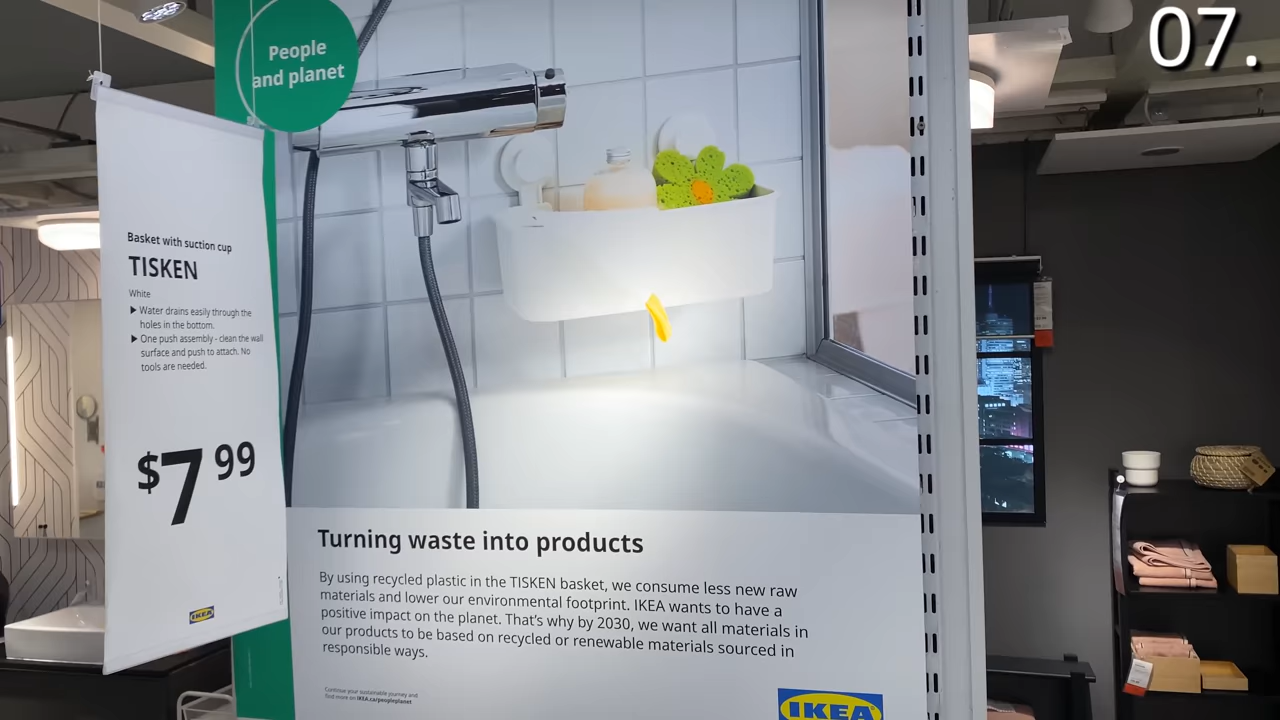 07.
People
and planet
Basket with suction cup
TISKEN
White
▶ Water drains easily through the
holes in the bottom.
▶ One push assembly - clean the wall
surface and push to attach. No
tools are needed.
$7 99
IKEA
Turning waste into products
By using recycled plastic in the TISKEN basket, we consume less new raw
materials and lower our environmental footprint. IKEA wants to have a
positive impact on the planet. That's why by 2030, we want all materials in
our products to be based on recycled or renewable materials sourced in
responsible ways.
Continue your sustainable journey and
find more on IKEA.ca/peopleplanet
IKEA